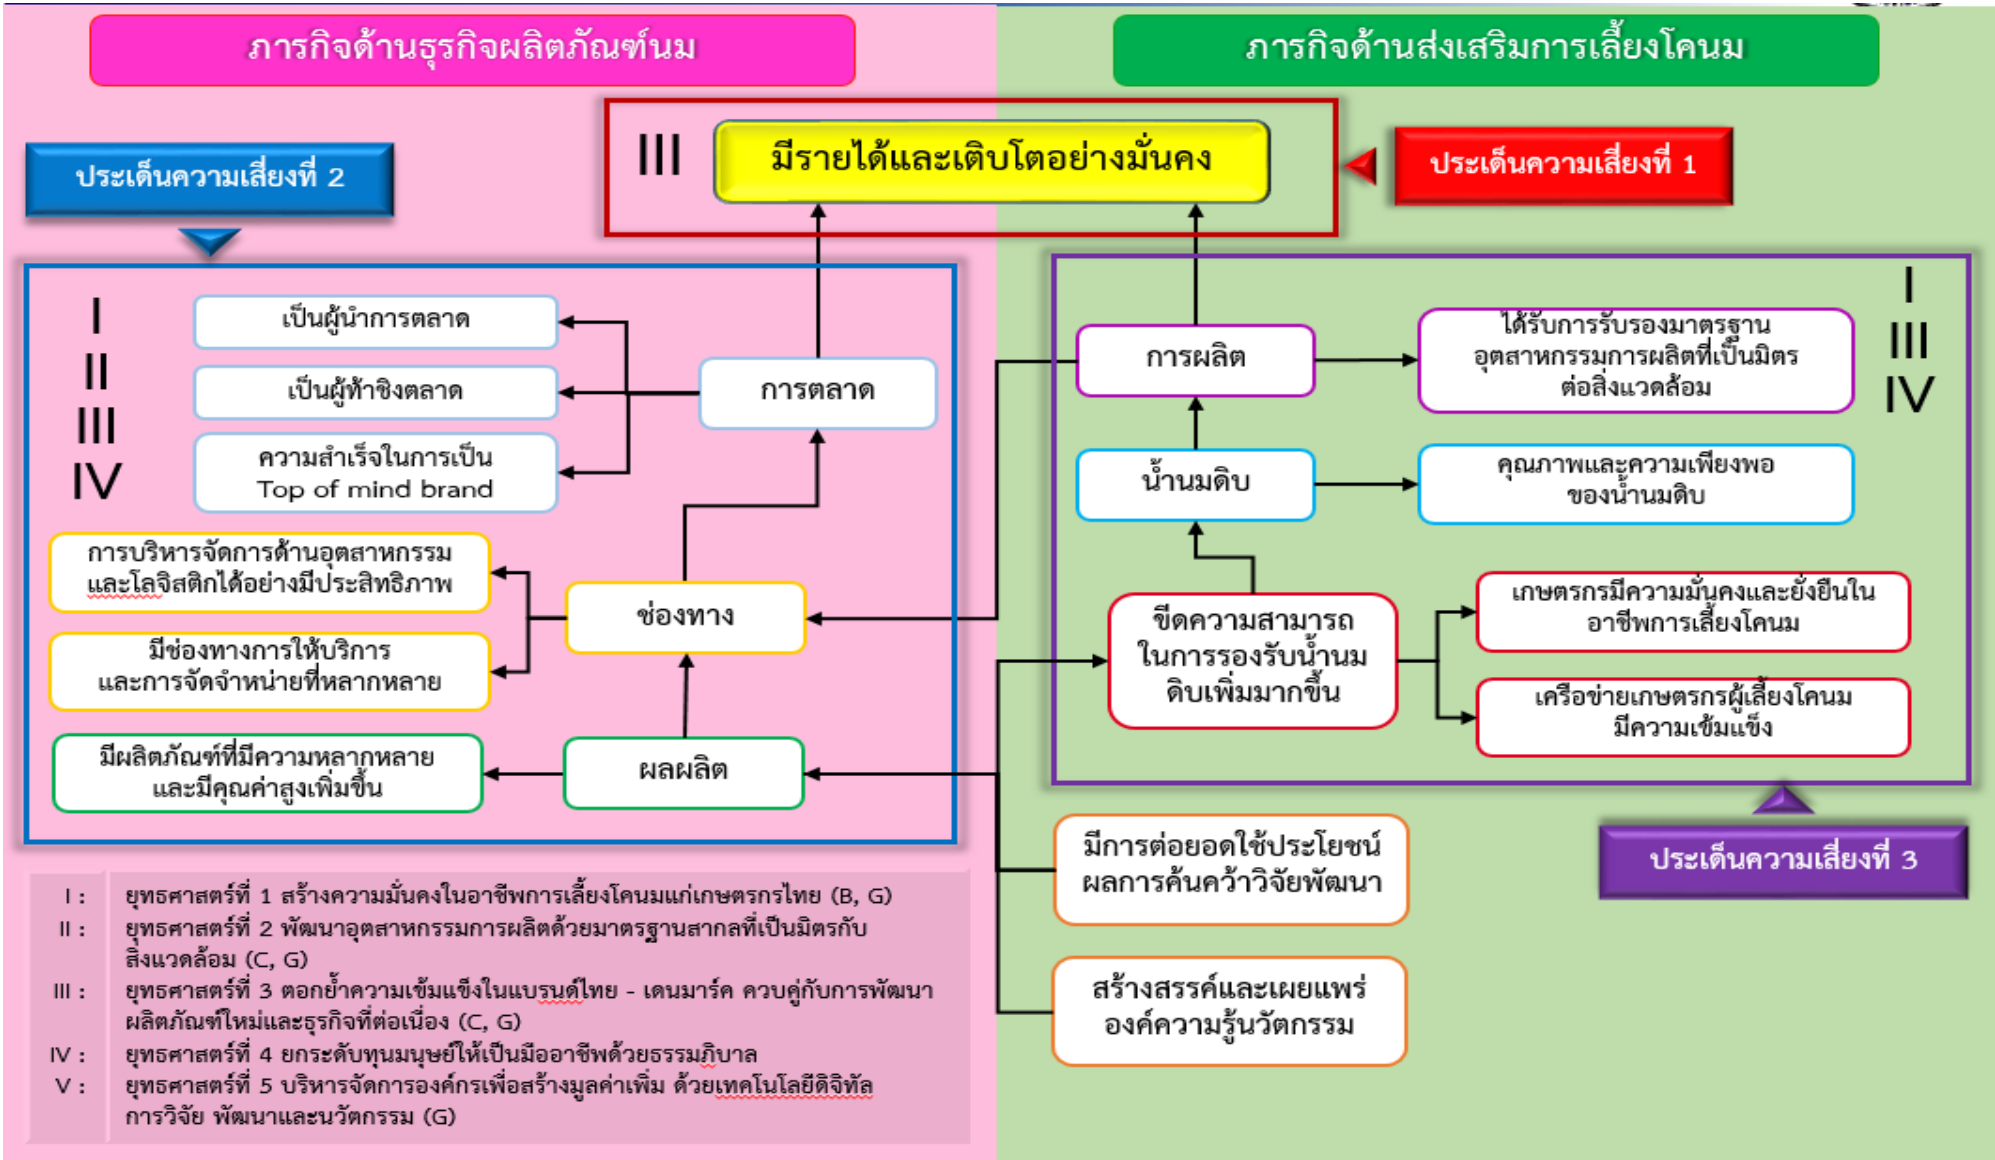 ภารกิจด้านธุรกิจผลิตภัณฑ์นม
ภารกิจด้านส่งเสริมการเลี้ยงโคนม
III
มีรายได้และเติบโตอย่างมั่นคง
ประเด็นความเสี่ยงที่ 1
ประเด็นความเสี่ยงที่ 2
I
II
III
IV
เป็นผู้นำการตลาด
เป็นผู้ท้าชิงตลาด
ความสำเร็จในการเป็น
Top of mind brand
การตลาด
การบริหารจัดการด้านอุตสาหกรรม
และโลจิสติกได้อย่างมีประสิทธิภาพ
มีช่องทางการให้บริการ
และการจัดจำหน่ายที่หลากหลาย
ช่องทาง
มีผลิตภัณฑ์ที่มีความหลากหลาย
และมีคุณค่าสูงเพิ่มขึ้น
ผลผลิต
I
III
IV
การผลิต
ได้รับการรับรองมาตรฐาน
อุตสาหกรรมการผลิตที่เป็นมิตร
ต่อสิ่งแวดล้อม
น้ำนมดิบ
คุณภาพและความเพียงพอ
ของน้ำนมดิบ
ขีดความสามารถ
ในการรองรับน้ำนม
ดิบเพิ่มมากขึ้น
เกษตรกรมีความมั่นคงและยั่งยืนใน
อาชีพการเลี้ยงโคนม
เครือข่ายเกษตรกรผู้เลี้ยงโคนม
มีความเข้มแข็ง
ประเด็นความเสี่ยงที่ 3
มีการต่อยอดใช้ประโยชน์
ผลการค้นคว้าวิจัยพัฒนา
สร้างสรรค์และเผยแพร่
องค์ความรู้นวัตกรรม
I : ยุทธศาสตร์ที่ 1 สร้างความมั่นคงในอาชีพการเลี้ยงโคนมแก่เกษตรกรไทย (B, G)
II : ยุทธศาสตร์ที่ 2 พัฒนาอุตสาหกรรมการผลิตด้วยมาตรฐานสากลที่เป็นมิตรกับ
สิ่งแวดล้อม (C, G)
III : ยุทธศาสตร์ที่ 3 ตอกย้ำความเข้มแข็งในแบรนด์ไทย - เดนมาร์ค ควบคู่กับการพัฒนา
ผลิตภัณฑ์ใหม่และธุรกิจที่ต่อเนื่อง (C, G)
IV : ยุทธศาสตร์ที่ 4 ยกระดับทุนมนุษย์ให้เป็นมืออาชีพด้วยธรรมภิบาล
V : ยุทธศาสตร์ที่ 5 บริหารจัดการองค์กรเพื่อสร้างมูลค่าเพิ่ม ด้วยเทคโนโลยีดิจิทัล
การวิจัย พัฒนาและนวัตกรรม (G)